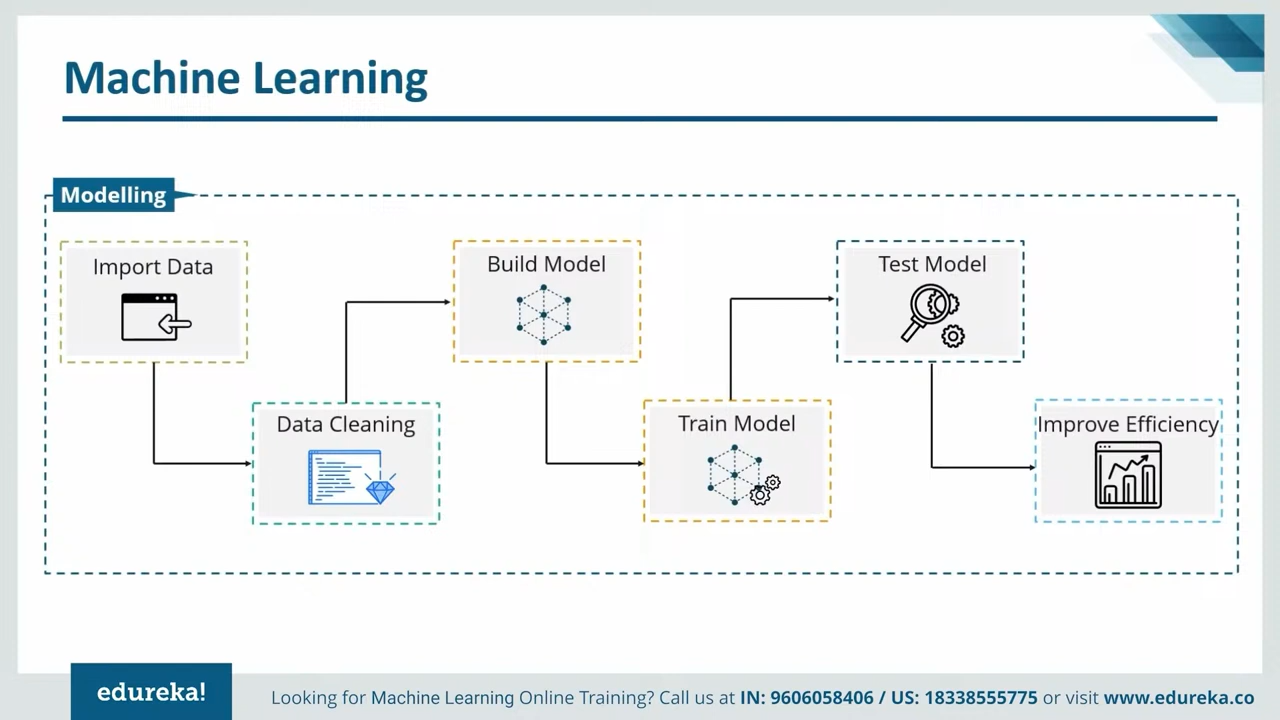 Machine Learning
Modelling
Import Data
Data Cleaning
Build Model
Train Model
Test Model
Improve Efficiency
edureka!
Looking for Machine Learning Online Training? Call us at IN: 9606058406 / US: 18338555775 or visit www.edureka.co